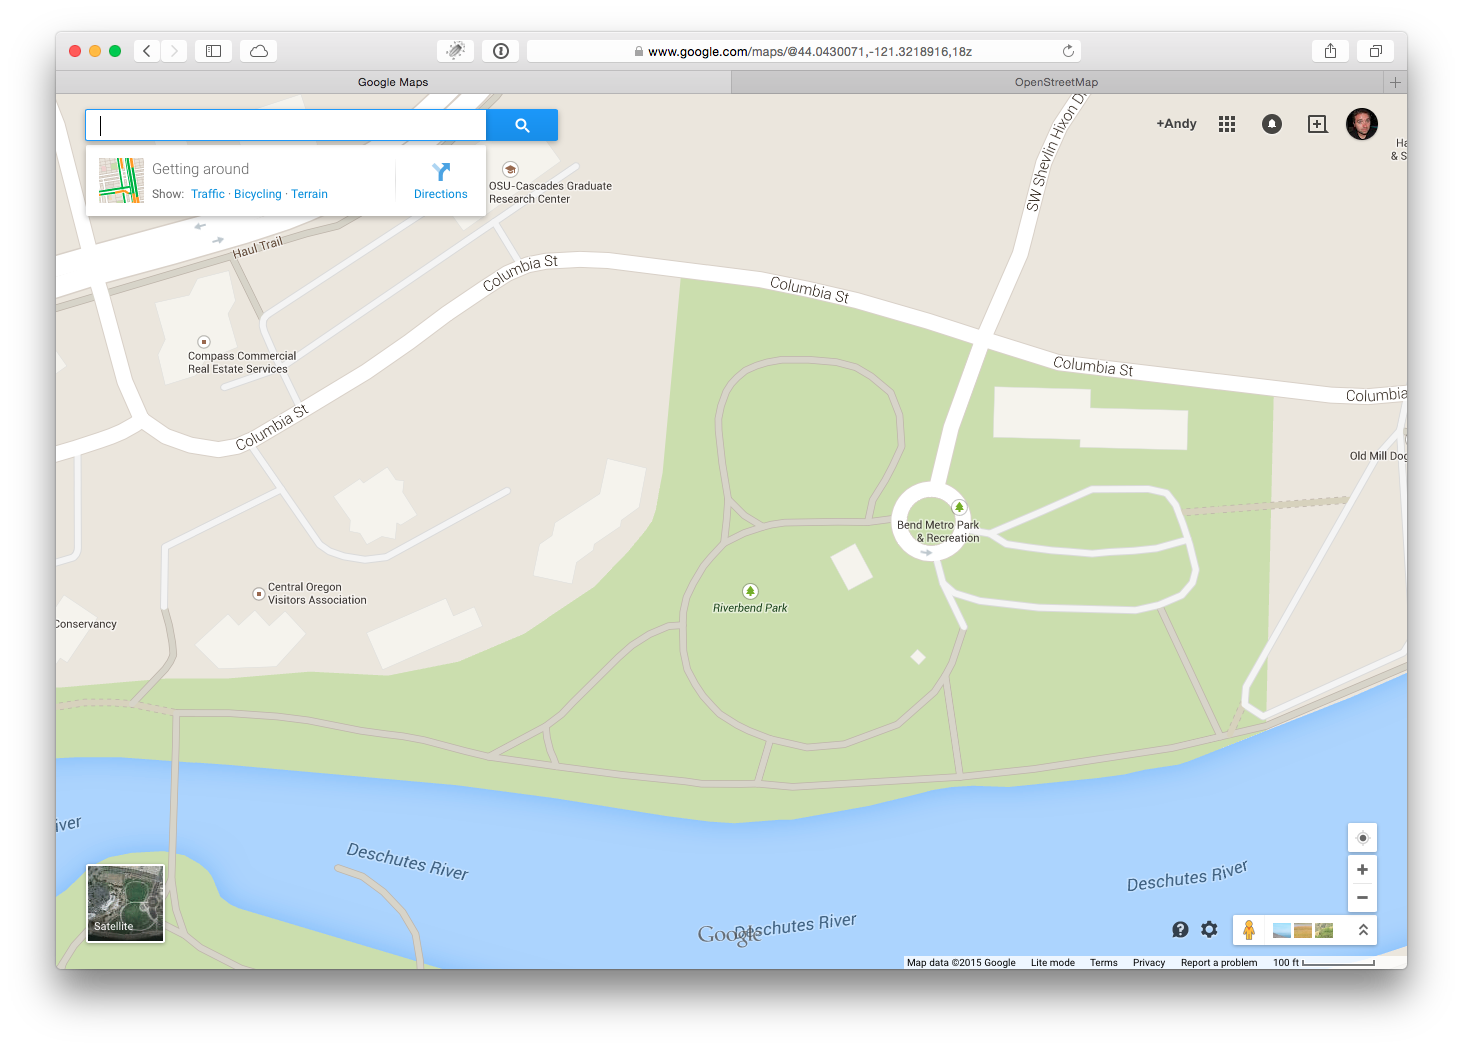 www.google.com/maps/@44.0430071,-121.3218916,18z
Google Maps
OpenStreetMap
+Andy
Getting around
Show: Traffic · Bicycling · Terrain
Directions
OSU-Cascades Graduate
Research Center
SW Shevlin Hixon D
Ha
& S
Haul Trail
Columbia St
Columbia St
Columbia St
Columbia
Compass Commercial
Real Estate Services
Columbia St
Old Mill Dog
Bend Metro Park
& Recreation
Central Oregon
Visitors Association
Riverbend Park
Conservancy
iver
Deschutes River
Deschutes River
Deschutes River
Google
Satellite
Map data ©2015 Google
Lite mode
Terms
Privacy
Report a problem
100 ft